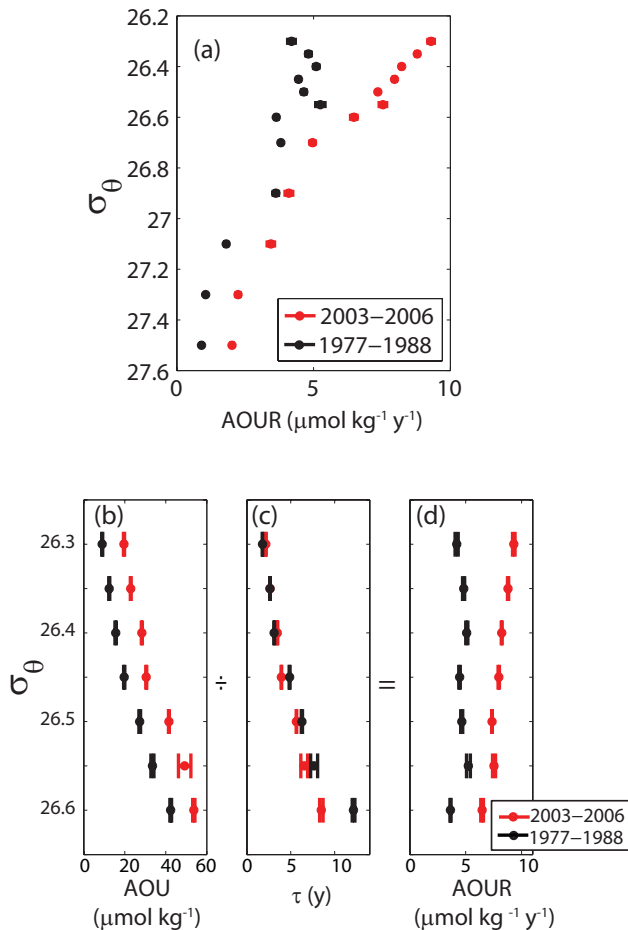 26.2
(a)
26.4
26.6
26.8
27
27.2
27.4
27.6
σθ
2003−2006
1977−1988
0 5 10
AOUR (μmol kg⁻¹ y⁻¹)
(b) (c) (d)
26.3
26.4
26.5
26.6
σθ
÷ =
2003−2006
1977−1988
0 20 40 60 0 5 10 0 5 10
AOU τ (y) AOUR
(μmol kg⁻¹) (μmol kg⁻¹ y⁻¹)